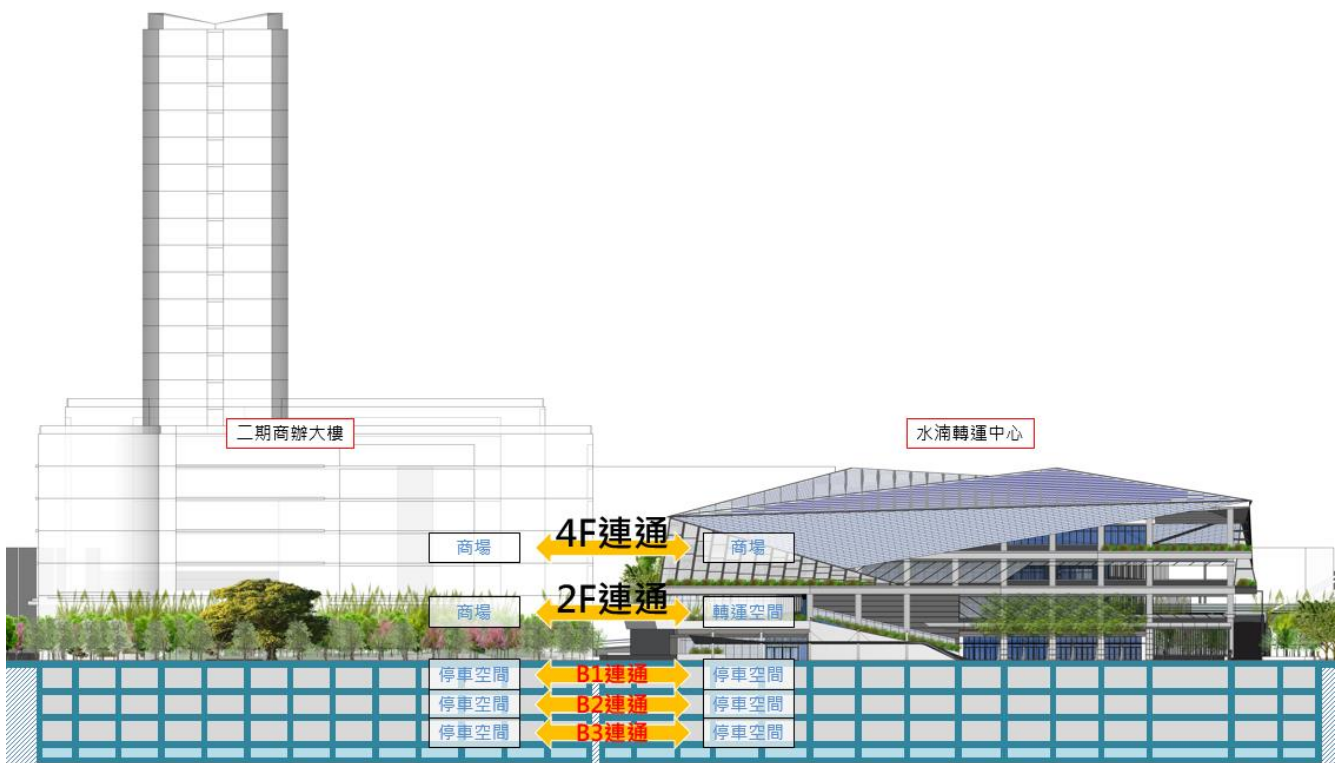 二期商辦大樓
水湳轉運中心
商場 4F連通 商場
商場 2F連通 轉運空間
停車空間 B1連通 停車空間
停車空間 B2連通 停車空間
停車空間 B3連通 停車空間